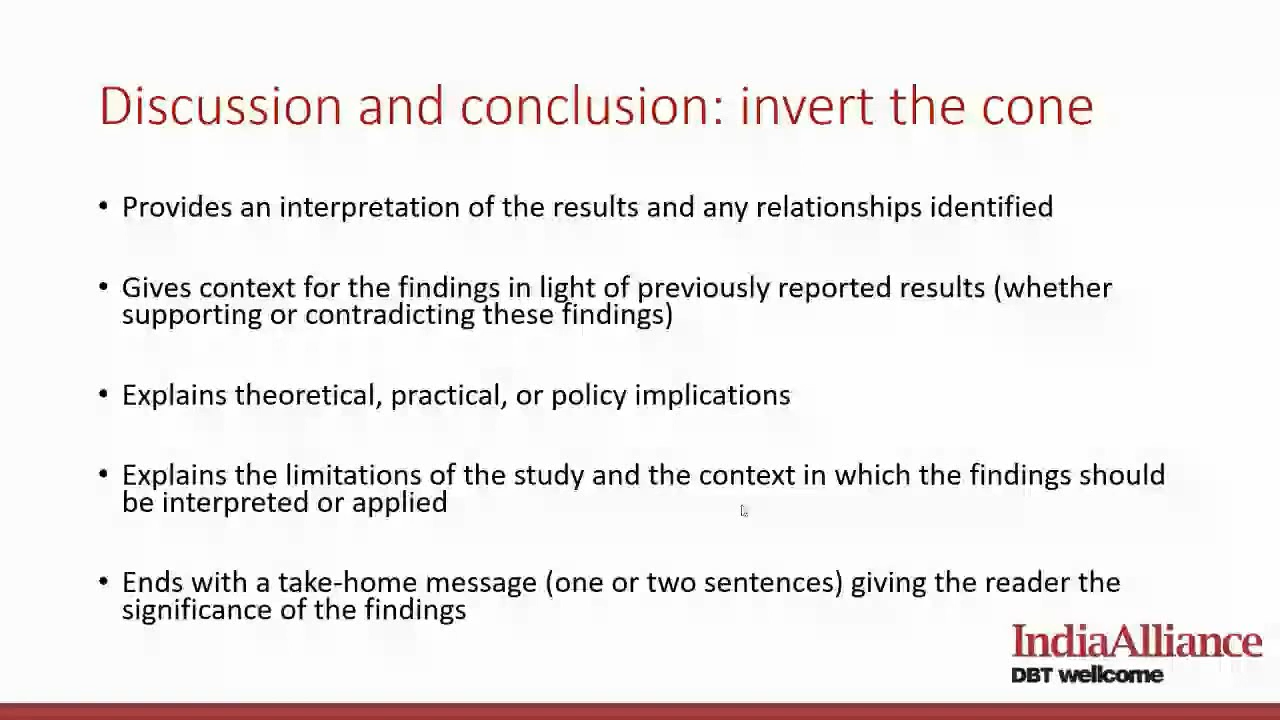 Discussion and conclusion: invert the cone
• Provides an interpretation of the results and any relationships identified
• Gives context for the findings in light of previously reported results (whether
supporting or contradicting these findings)
• Explains theoretical, practical, or policy implications
• Explains the limitations of the study and the context in which the findings should
be interpreted or applied
• Ends with a take-home message (one or two sentences) giving the reader the
significance of the findings
IndiaAlliance
DBT wellcome